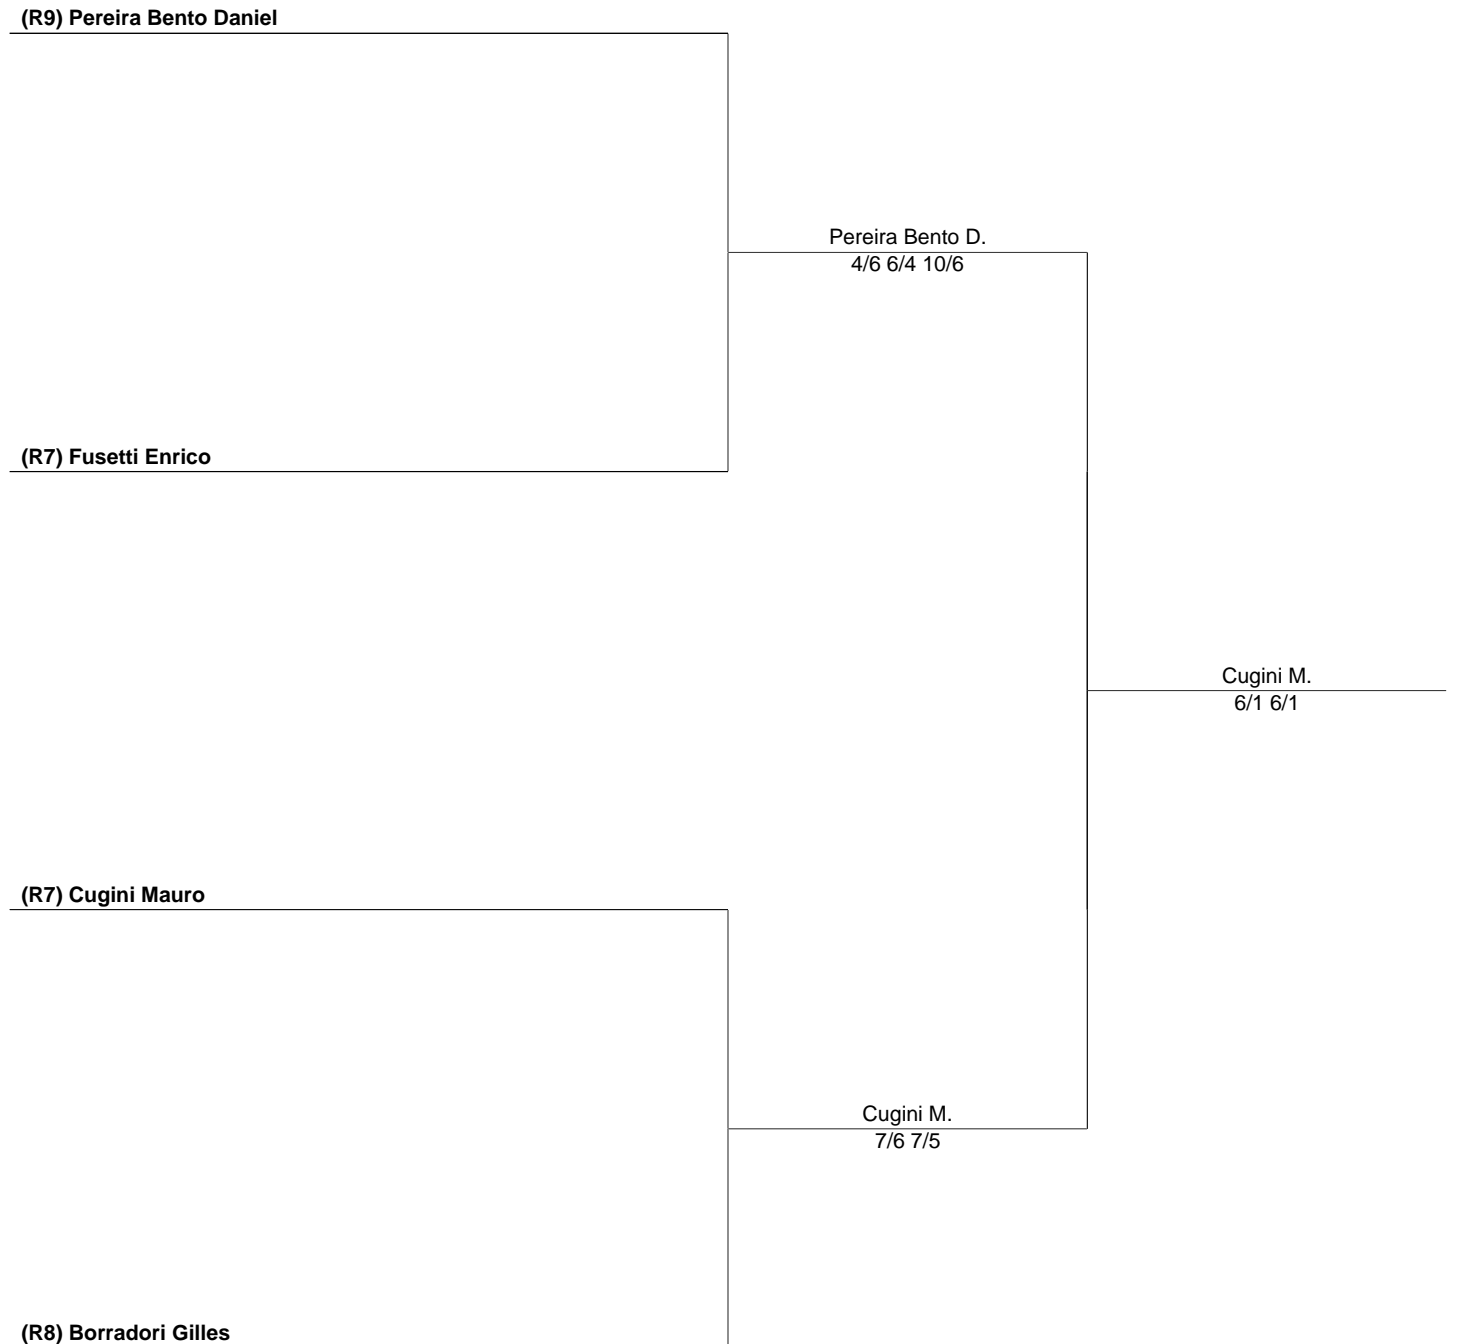 (R9) Pereira Bento Daniel
Pereira Bento D.
4/6 6/4 10/6
(R7) Fusetti Enrico
Cugini M.
6/1 6/1
(R7) Cugini Mauro
Cugini M.
7/6 7/5
(R8) Borradori Gilles